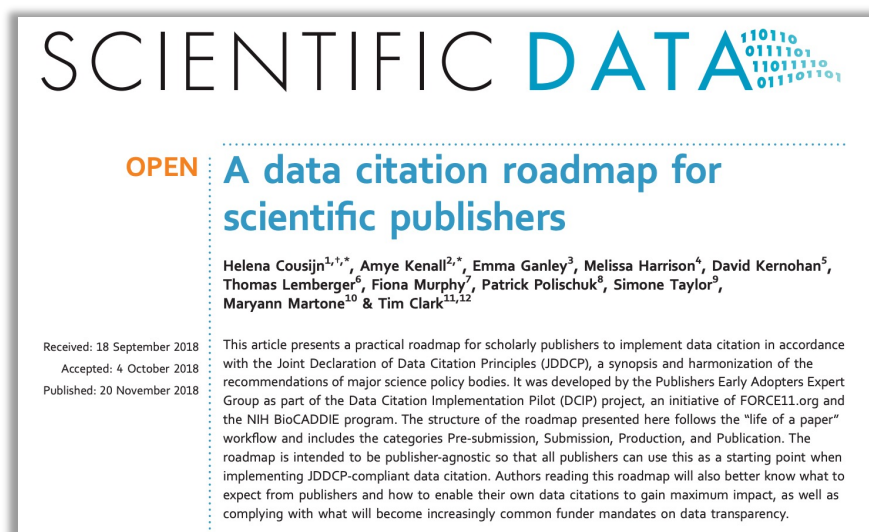 SCIENTIFIC DATA
110110
0111101
11011110
011101101
OPEN
A data citation roadmap for
scientific publishers
Helena Cousijn1,†,*, Amye Kenall2,*, Emma Ganley3, Melissa Harrison4, David Kernohan5,
Thomas Lemberger6, Fiona Murphy7, Patrick Polischuk8, Simone Taylor9,
Maryann Martone10 & Tim Clark11,12
Received: 18 September 2018
Accepted: 4 October 2018
Published: 20 November 2018
This article presents a practical roadmap for scholarly publishers to implement data citation in accordance
with the Joint Declaration of Data Citation Principles (JDDCP), a synopsis and harmonization of the
recommendations of major science policy bodies. It was developed by the Publishers Early Adopters Expert
Group as part of the Data Citation Implementation Pilot (DCIP) project, an initiative of FORCE11.org and
the NIH BioCADDIE program. The structure of the roadmap presented here follows the “life of a paper”
workflow and includes the categories Pre-submission, Submission, Production, and Publication. The
roadmap is intended to be publisher-agnostic so that all publishers can use this as a starting point when
implementing JDDCP-compliant data citation. Authors reading this roadmap will also better know what to
expect from publishers and how to enable their own data citations to gain maximum impact, as well as
complying with what will become increasingly common funder mandates on data transparency.